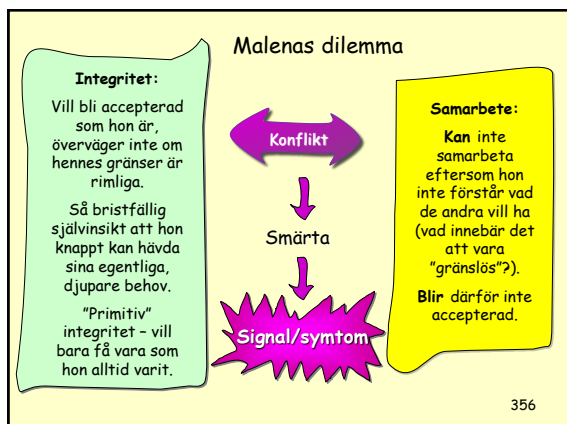 Malenas dilemma
Integritet:
Vill bli accepterad
som hon är,
överväger inte om
hennes gränser är
rimliga.
Så bristfällig
självinsikt att hon
knappt kan hävda
sina egentliga,
djupare behov.
"Primitiv"
integritet – vill
bara få vara som
hon alltid varit.
Konflikt
Smärta
Signal/symtom
Samarbete:
Kan inte
samarbeta
eftersom hon
inte förstår vad
de andra vill ha
(vad innebär det
att vara
"gränslös"?).
Blir därför inte
accepterad.
356